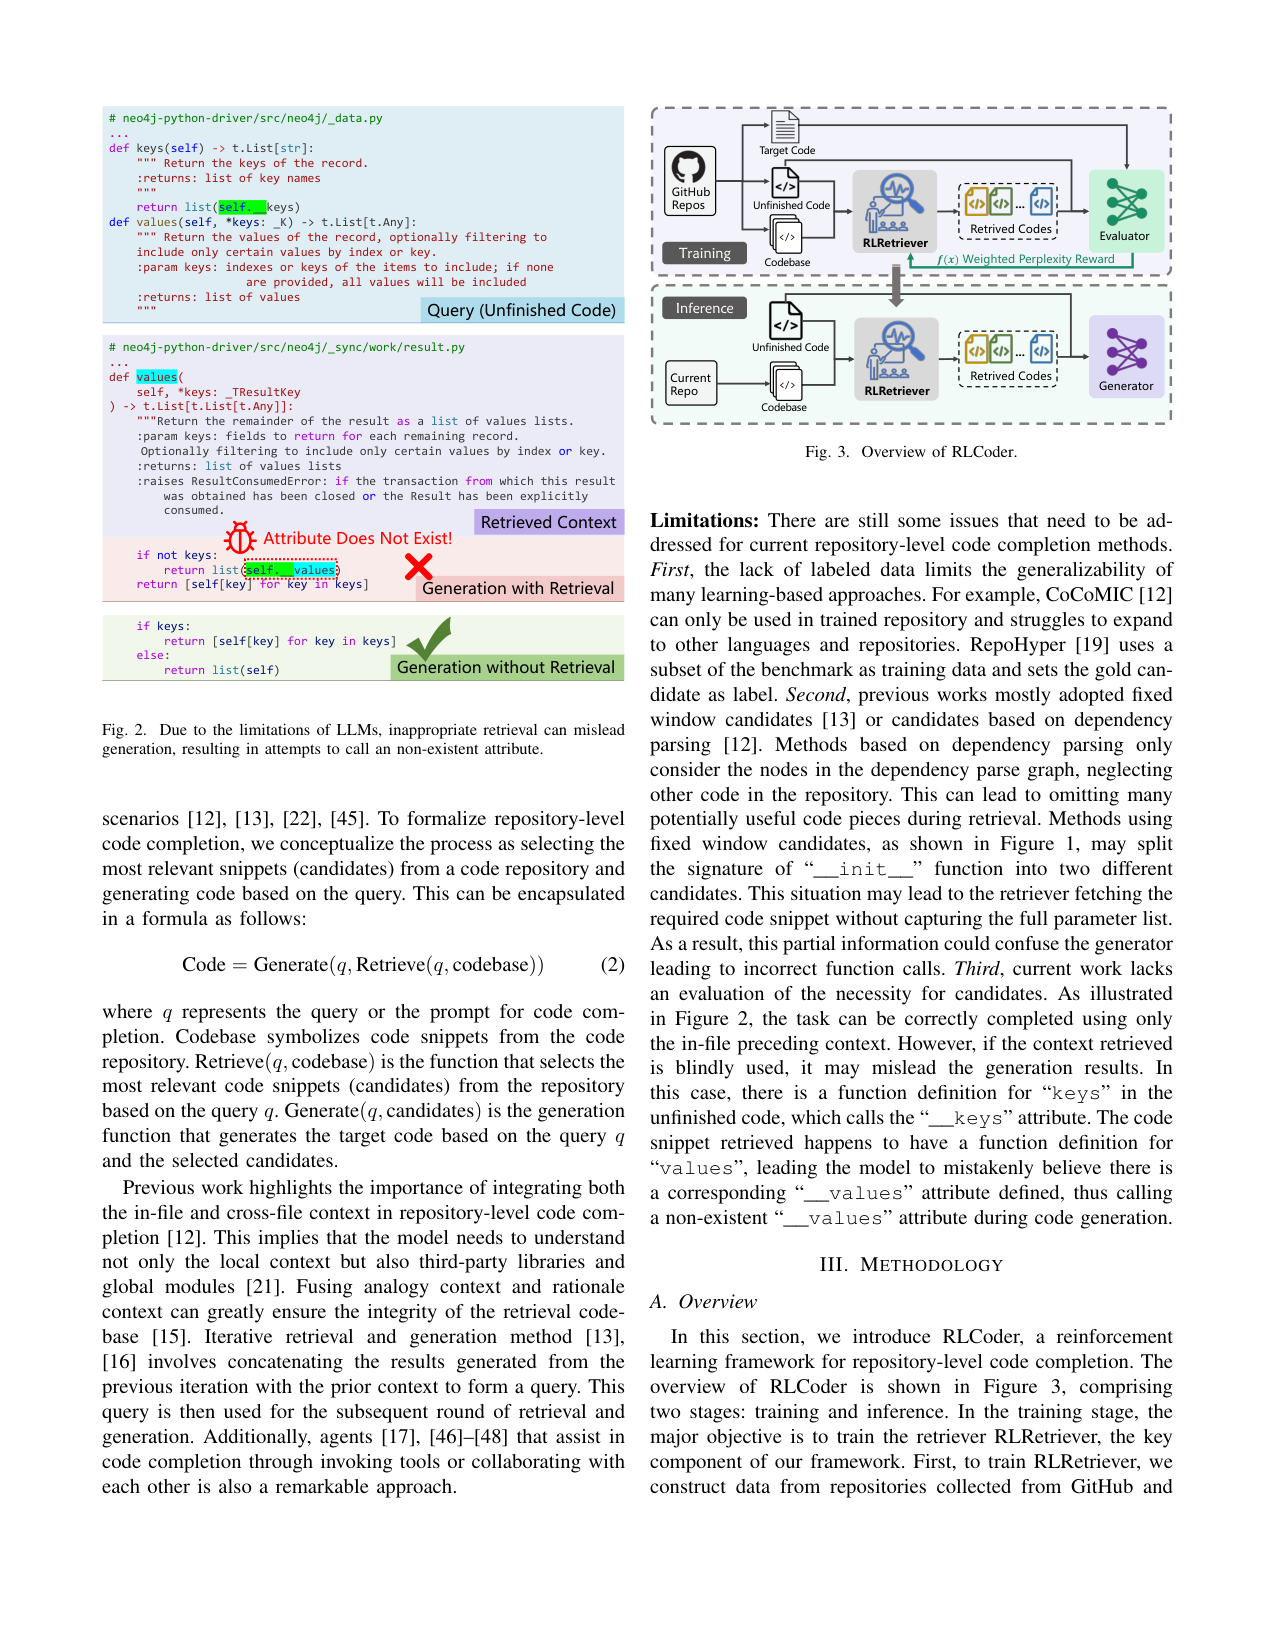 # neo4j-python-driver/src/neo4j/_data.py
...
def keys(self) -> t.List[str]:
""" Return the keys of the record.
:returns: list of key names
"""
return list(self.__keys)
def values(self, *keys: _K) -> t.List[t.Any]:
""" Return the values of the record, optionally filtering to
include only certain values by index or key.
:param keys: indexes or keys of the items to include; if none
are provided, all values will be included
:returns: list of values
"""
Query (Unfinished Code)
# neo4j-python-driver/src/neo4j/_sync/work/result.py
...
def values(
self, *keys: _TResultKey
) -> t.List[t.List[t.Any]]:
"""Return the remainder of the result as a list of values lists.
:param keys: fields to return for each remaining record.
Optionally filtering to include only certain values by index or key.
:returns: list of values lists
:raises ResultConsumedError: if the transaction from which this result
was obtained has been closed or the Result has been explicitly
consumed.
Retrieved Context
Attribute Does Not Exist!
if not keys:
return list(self.__values)
return [self[key] for key in keys]
Generation with Retrieval
if keys:
return [self[key] for key in keys]
else:
return list(self)
Generation without Retrieval
Fig. 2. Due to the limitations of LLMs, inappropriate retrieval can mislead
generation, resulting in attempts to call an non-existent attribute.
scenarios [12], [13], [22], [45]. To formalize repository-level
code completion, we conceptualize the process as selecting the
most relevant snippets (candidates) from a code repository and
generating code based on the query. This can be encapsulated
in a formula as follows:
Code = Generate(q, Retrieve(q, codebase)) (2)
where q represents the query or the prompt for code com-
pletion. Codebase symbolizes code snippets from the code
repository. Retrieve(q, codebase) is the function that selects the
most relevant code snippets (candidates) from the repository
based on the query q. Generate(q, candidates) is the generation
function that generates the target code based on the query q
and the selected candidates.
Previous work highlights the importance of integrating both
the in-file and cross-file context in repository-level code com-
pletion [12]. This implies that the model needs to understand
not only the local context but also third-party libraries and
global modules [21]. Fusing analogy context and rationale
context can greatly ensure the integrity of the retrieval code-
base [15]. Iterative retrieval and generation method [13],
[16] involves concatenating the results generated from the
previous iteration with the prior context to form a query. This
query is then used for the subsequent round of retrieval and
generation. Additionally, agents [17], [46]–[48] that assist in
code completion through invoking tools or collaborating with
each other is also a remarkable approach.
Target Code
GitHub
Repos
</>
Unfinished Code
</>
Codebase
Training
RLRetriever
</> </> ... </>
Retrived Codes
Evaluator
f(x) Weighted Perplexity Reward
Inference
</>
Unfinished Code
Current
Repo
</>
Codebase
RLRetriever
</> </> ... </>
Retrived Codes
Generator
Fig. 3. Overview of RLCoder.
Limitations: There are still some issues that need to be ad-
dressed for current repository-level code completion methods.
First, the lack of labeled data limits the generalizability of
many learning-based approaches. For example, CoCoMIC [12]
can only be used in trained repository and struggles to expand
to other languages and repositories. RepoHyper [19] uses a
subset of the benchmark as training data and sets the gold can-
didate as label. Second, previous works mostly adopted fixed
window candidates [13] or candidates based on dependency
parsing [12]. Methods based on dependency parsing only
consider the nodes in the dependency parse graph, neglecting
other code in the repository. This can lead to omitting many
potentially useful code pieces during retrieval. Methods using
fixed window candidates, as shown in Figure 1, may split
the signature of “__init__” function into two different
candidates. This situation may lead to the retriever fetching the
required code snippet without capturing the full parameter list.
As a result, this partial information could confuse the generator
leading to incorrect function calls. Third, current work lacks
an evaluation of the necessity for candidates. As illustrated
in Figure 2, the task can be correctly completed using only
the in-file preceding context. However, if the context retrieved
is blindly used, it may mislead the generation results. In
this case, there is a function definition for “keys” in the
unfinished code, which calls the “__keys” attribute. The code
snippet retrieved happens to have a function definition for
“values”, leading the model to mistakenly believe there is
a corresponding “__values” attribute defined, thus calling
a non-existent “__values” attribute during code generation.
III. METHODOLOGY
A. Overview
In this section, we introduce RLCoder, a reinforcement
learning framework for repository-level code completion. The
overview of RLCoder is shown in Figure 3, comprising
two stages: training and inference. In the training stage, the
major objective is to train the retriever RLRetriever, the key
component of our framework. First, to train RLRetriever, we
construct data from repositories collected from GitHub and